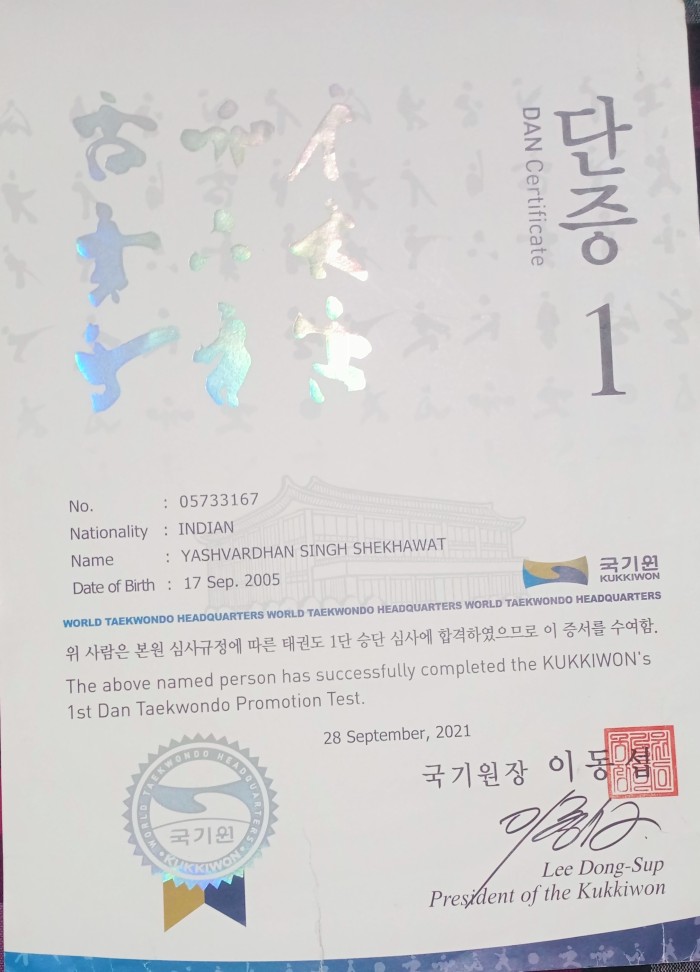 단증
DAN Certificate
1
No. : 05733167
Nationality : INDIAN
Name : YASHVARDHAN SINGH SHEKHAWAT
Date of Birth : 17 Sep. 2005
국기원
KUKKIWON
WORLD TAEKWONDO HEADQUARTERS WORLD TAEKWONDO HEADQUARTERS WORLD TAEKWONDO HEADQUARTERS
위 사람은 본원 심사규정에 따른 태권도 1단 승단 심사에 합격하였으므로 이 증서를 수여함.
The above named person has successfully completed the KUKKIWON's
1st Dan Taekwondo Promotion Test.
28 September, 2021
국기원장 이동섭
WORLD TAEKWONDO HEADQUARTERS
국기원
KUKKIWON
Lee Dong-Sup
President of the Kukkiwon